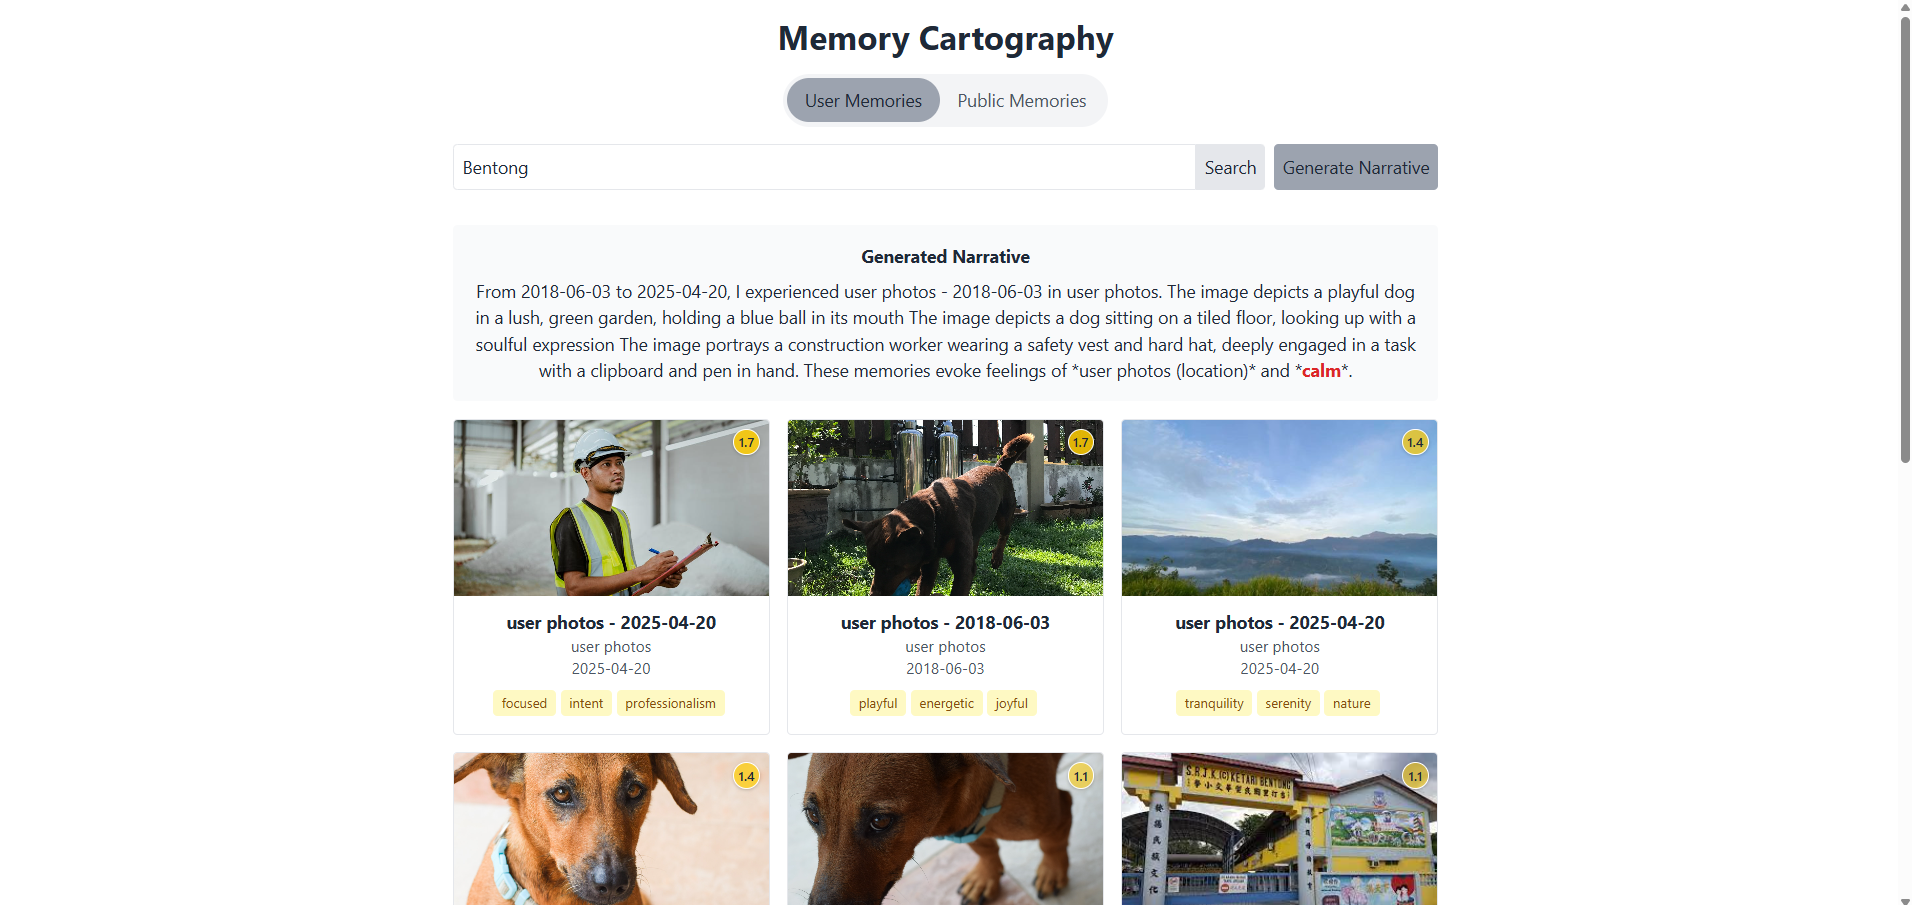 Memory Cartography
User Memories Public Memories
Bentong Search Generate Narrative
Generated Narrative
From 2018-06-03 to 2025-04-20, I experienced user photos - 2018-06-03 in user photos. The image depicts a playful dog
in a lush, green garden, holding a blue ball in its mouth The image depicts a dog sitting on a tiled floor, looking up with a
soulful expression The image portrays a construction worker wearing a safety vest and hard hat, deeply engaged in a task
with a clipboard and pen in hand. These memories evoke feelings of *user photos (location)* and *calm*.
1.7
user photos - 2025-04-20
user photos
2025-04-20
focused intent professionalism
1.7
user photos - 2018-06-03
user photos
2018-06-03
playful energetic joyful
1.4
user photos - 2025-04-20
user photos
2025-04-20
tranquility serenity nature
1.4
1.1
1.1
S.R.J.K.(C) KETARI BENTONG